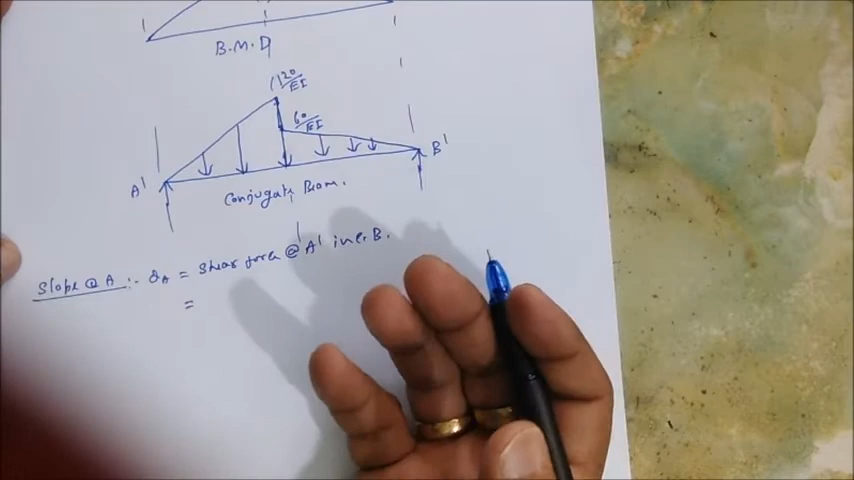 B.M.D
120/EI
60/EI
A' B'
Conjugate Beam.
Slope @ A :- θA = Shear force @ A' in C.B.
=